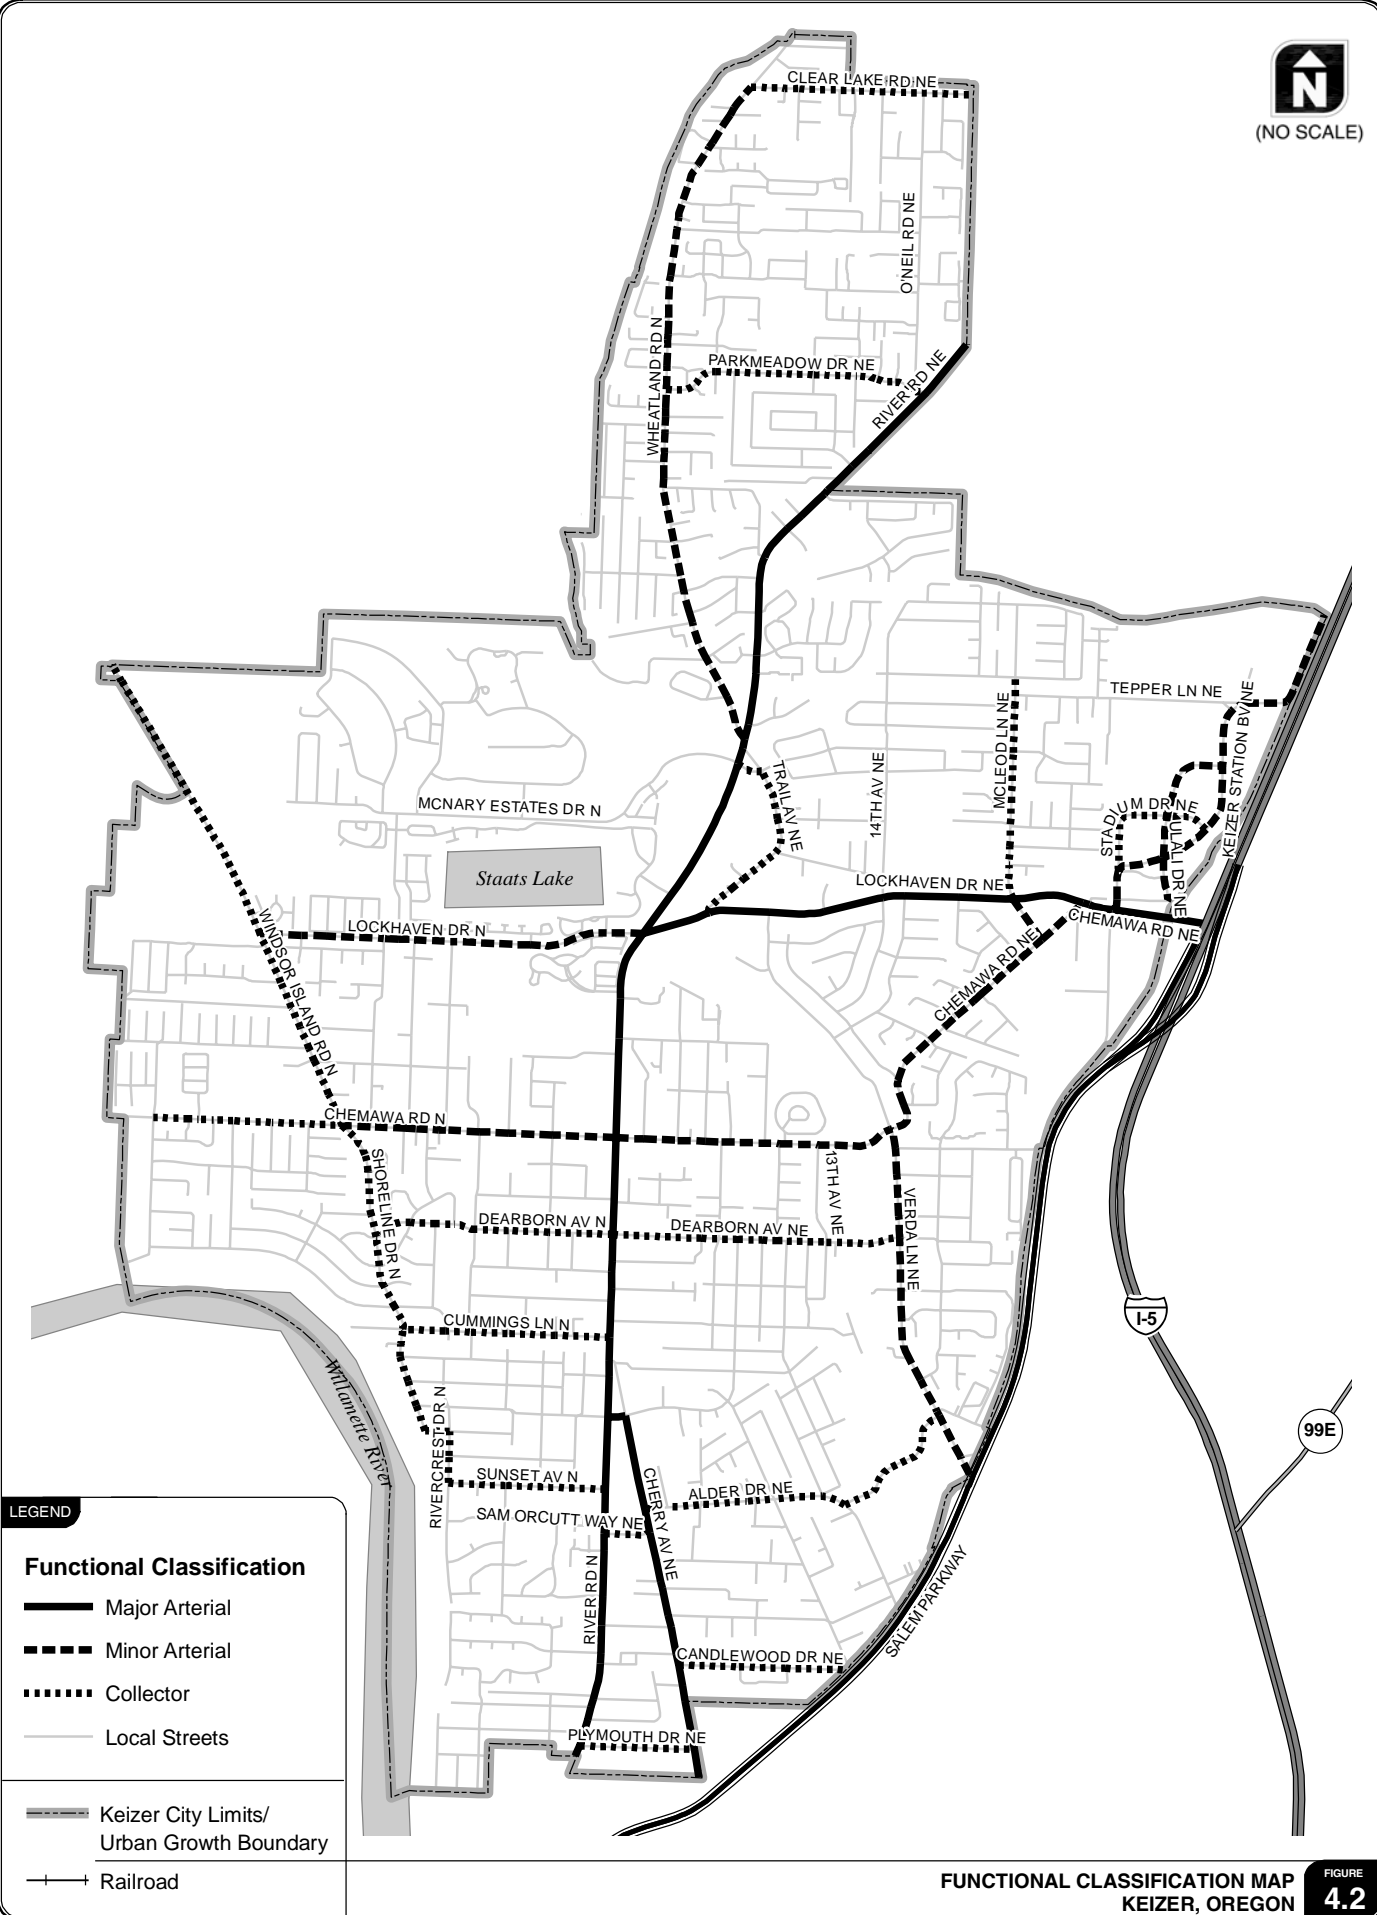 N
(NO SCALE)
CLEAR LAKE RD NE
O'NEIL RD NE
WHEATLAND RD N
PARKMEADOW DR NE
RIVER RD NE
TEPPER LN NE
KEIZER STATION BV NE
MCLEOD LN NE
TRAIL AV NE
14TH AV NE
MCNARY ESTATES DR N
STADIUM DR NE
ULALI DR NE
Staats Lake
LOCKHAVEN DR NE
CHEMAWA RD NE
LOCKHAVEN DR N
WINDSOR ISLAND RD N
CHEMAWA RD NE
CHEMAWA RD N
SHORELINE DR N
13TH AV NE
VERDA LN NE
DEARBORN AV N
DEARBORN AV NE
I-5
CUMMINGS LN N
Willamette River
RIVERCREST DR N
99E
SUNSET AV N
CHERRY AV NE
ALDER DR NE
SAM ORCUTT WAY NE
RIVER RD N
SALEM PARKWAY
CANDLEWOOD DR NE
PLYMOUTH DR NE
LEGEND
Functional Classification
Major Arterial
Minor Arterial
Collector
Local Streets
Keizer City Limits/
Urban Growth Boundary
Railroad
FUNCTIONAL CLASSIFICATION MAP
KEIZER, OREGON
FIGURE
4.2